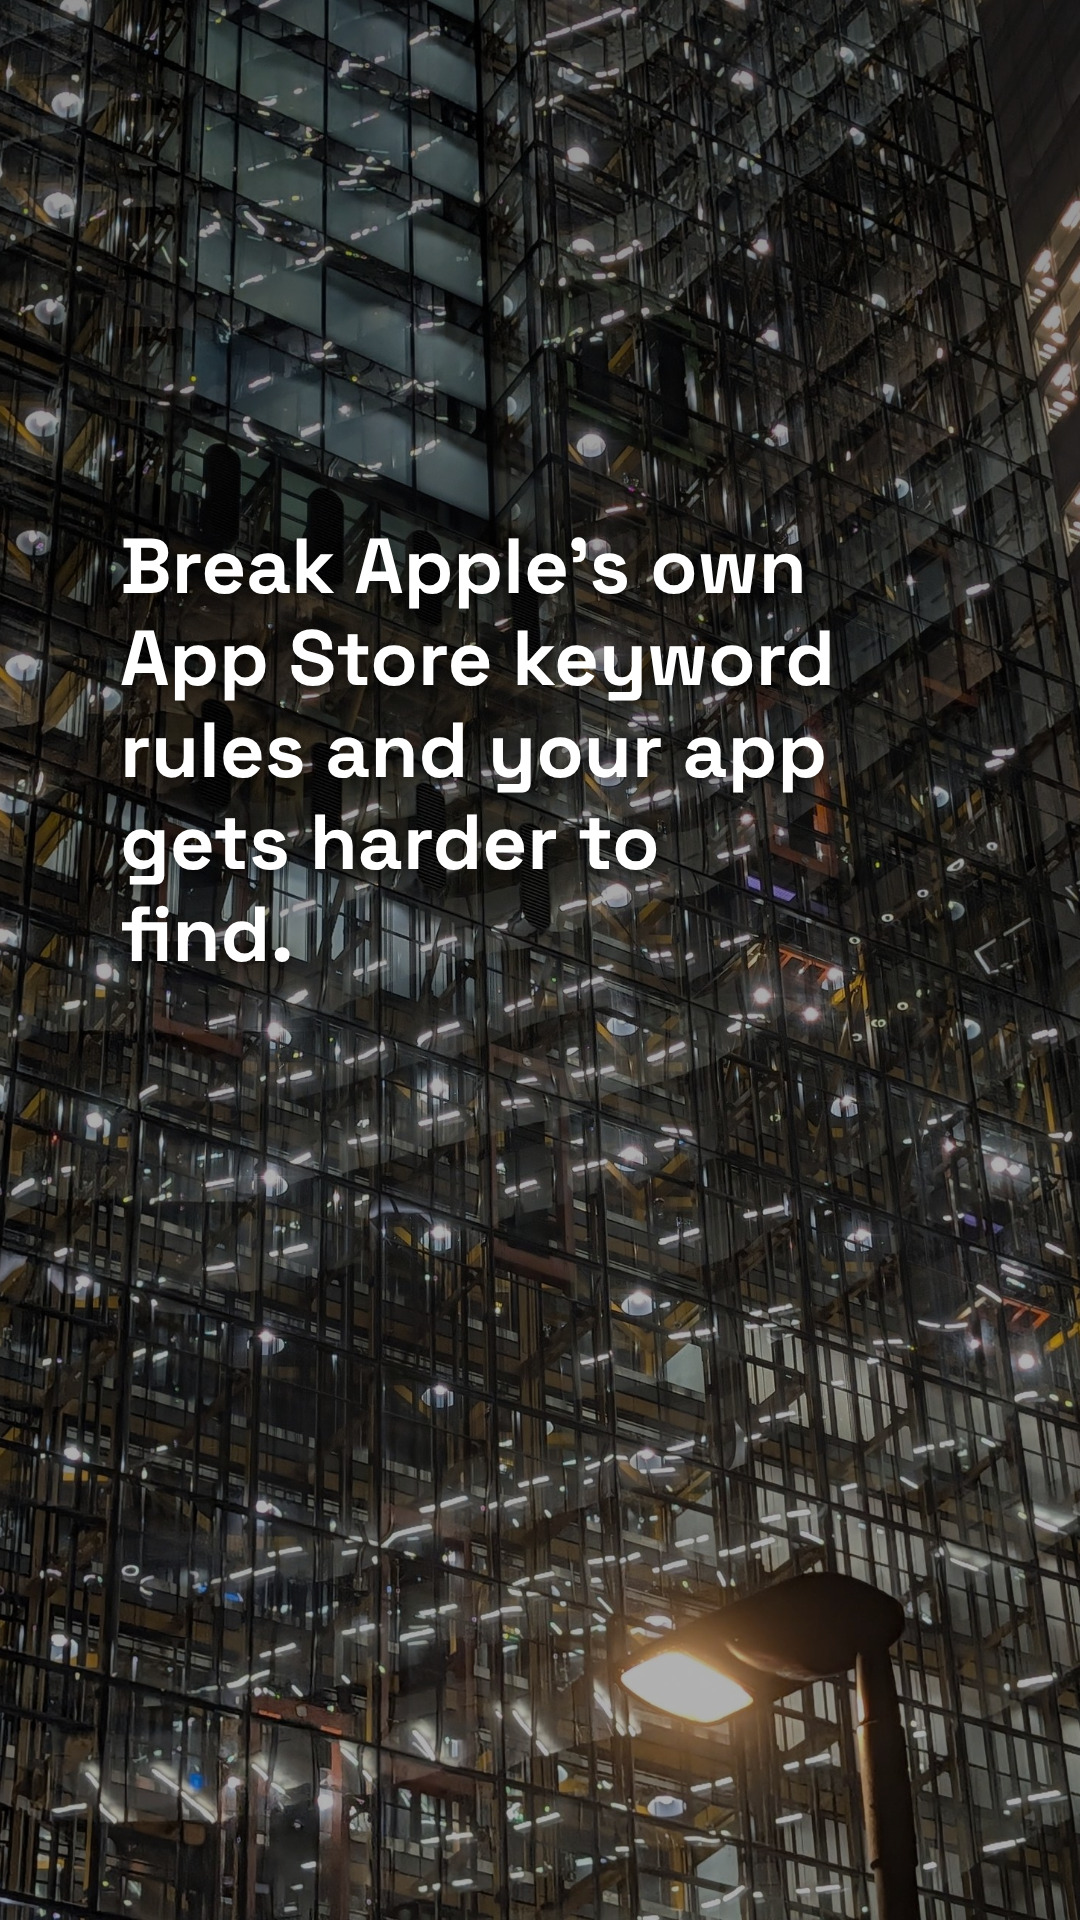 Break Apple’s own
App Store keyword
rules and your app
gets harder to
find.